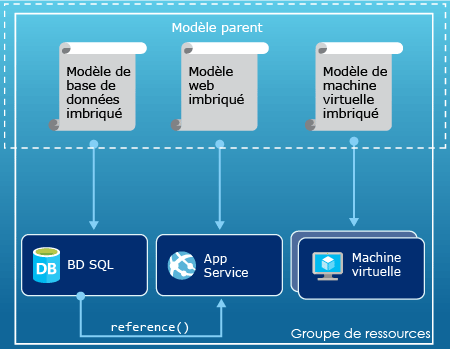 Modèle parent
Modèle de
base de
données
imbriqué
Modèle
web
imbriqué
Modèle de
machine
virtuelle
imbriqué
DB
BD SQL
App
Service
Machine
virtuelle
reference()
Groupe de ressources